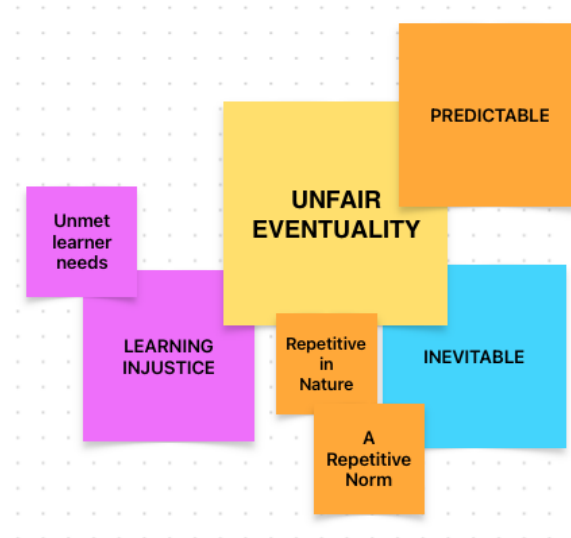 PREDICTABLE
UNFAIR
EVENTUALITY
Unmet
learner
needs
LEARNING
INJUSTICE
Repetitive
in
Nature
INEVITABLE
A
Repetitive
Norm